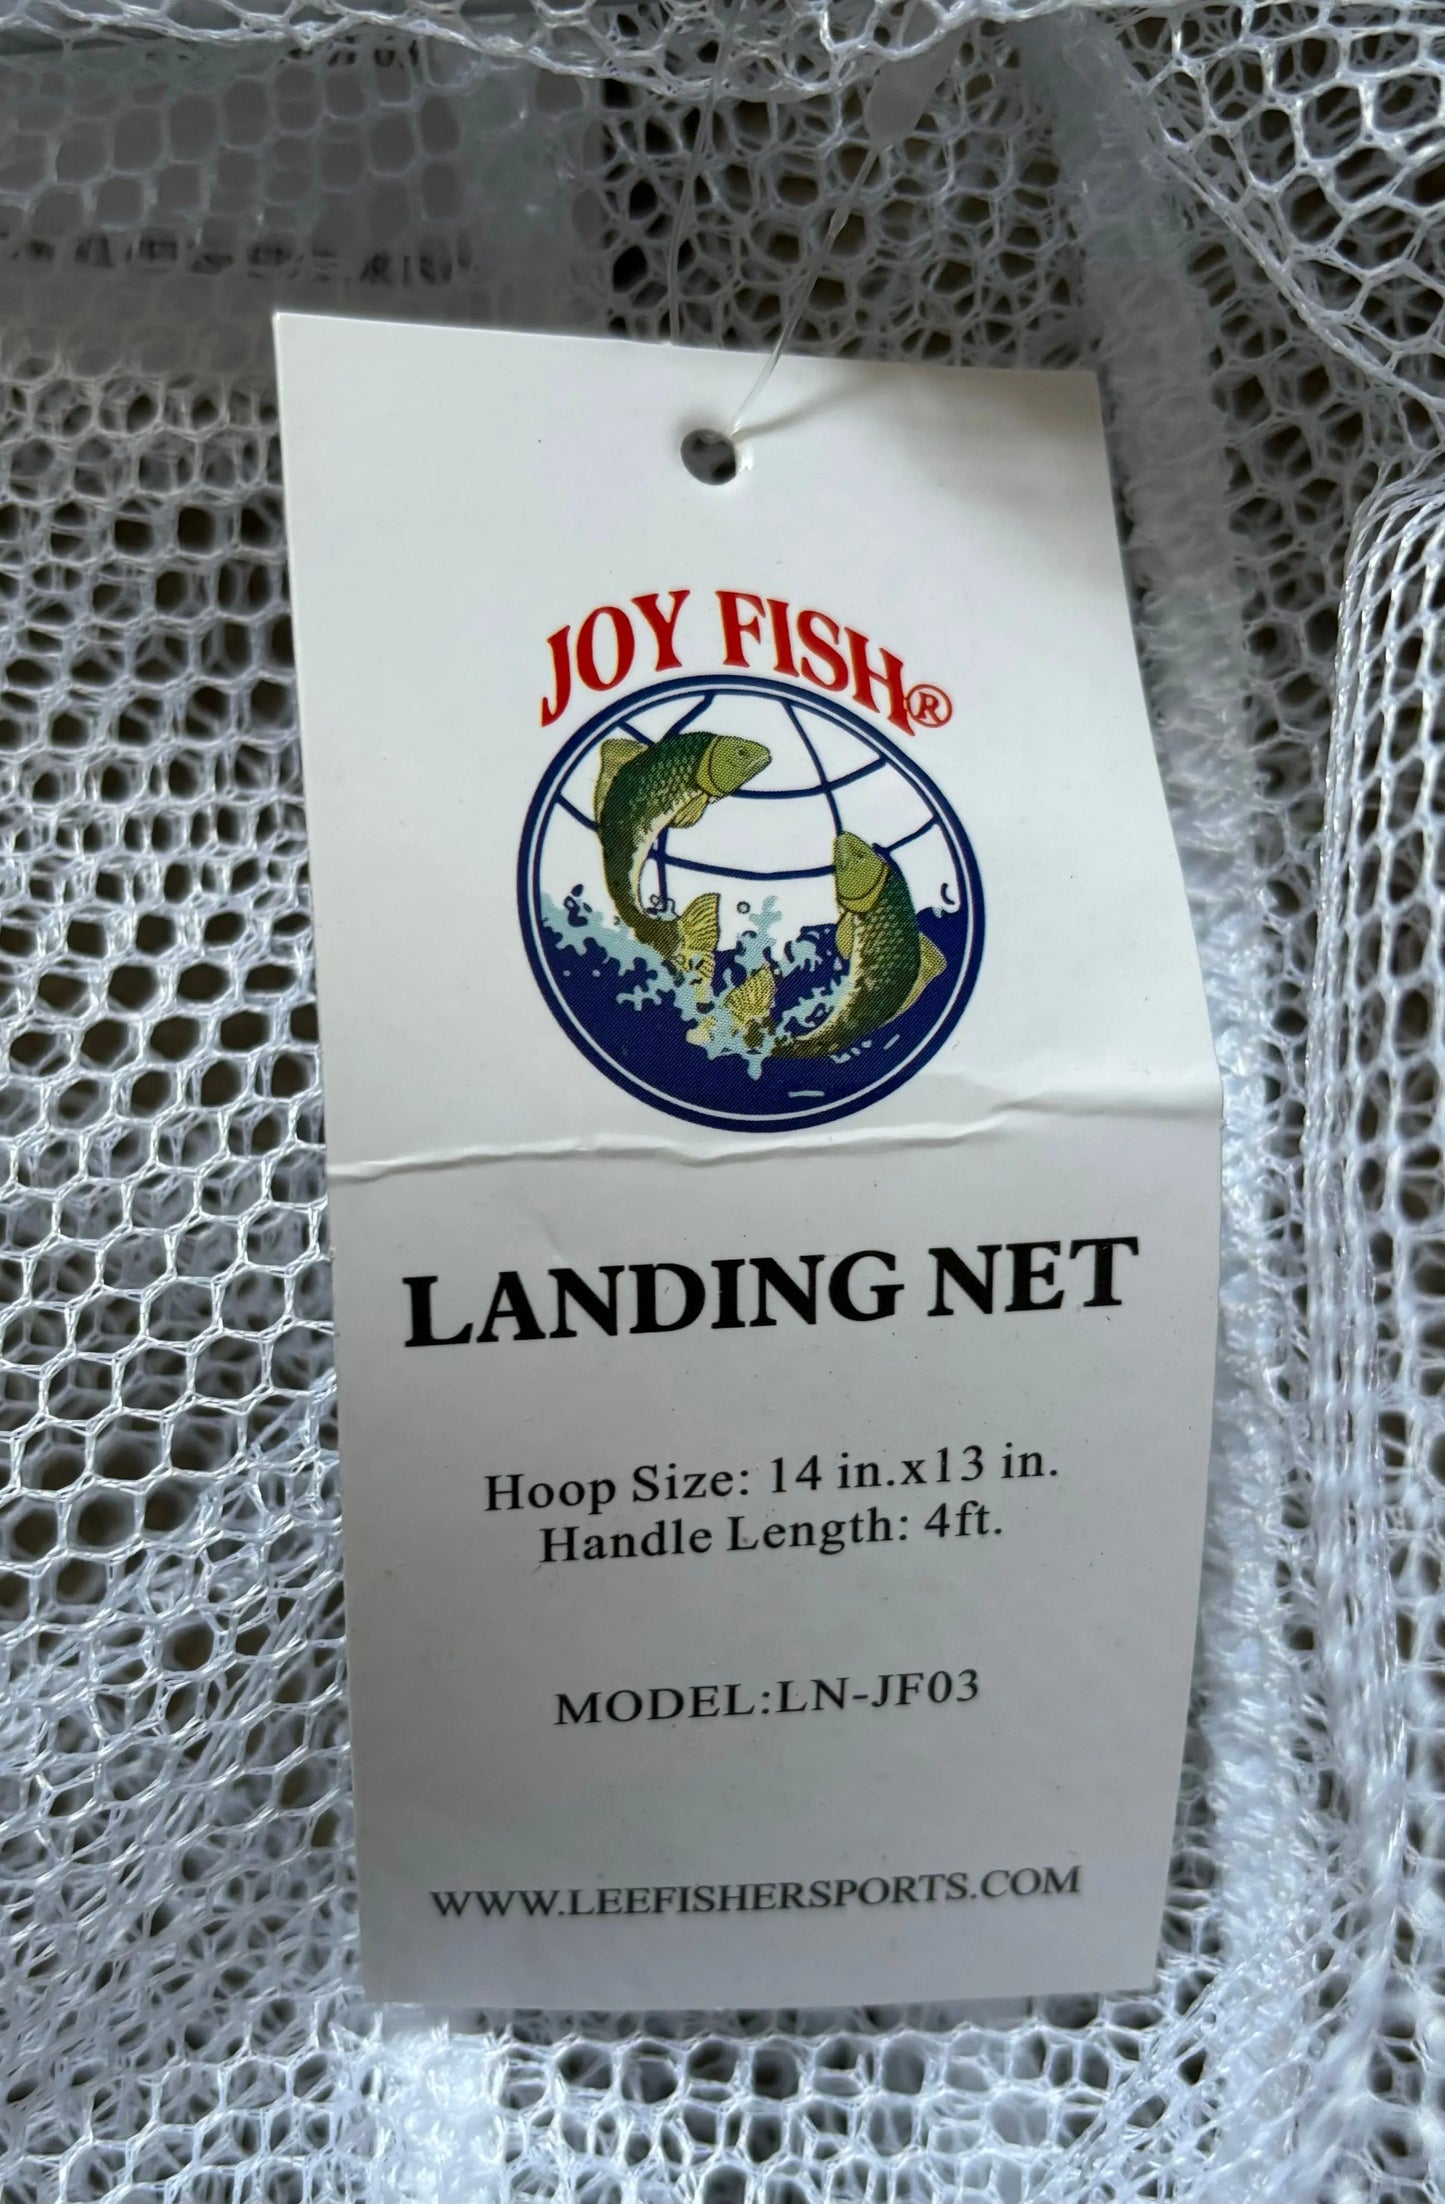 JOY FISH®
LANDING NET
Hoop Size: 14 in.x13 in.
Handle Length: 4ft.
MODEL:LN-JF03
WWW.LEEFISHERSPORTS.COM